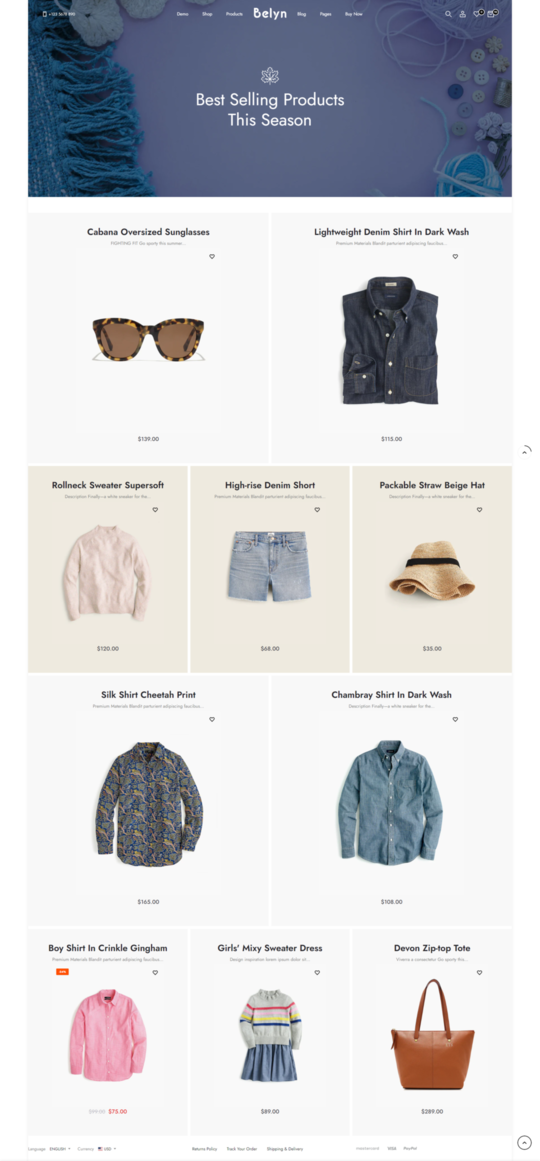 Demo Shop Products Belyn Blog Pages Buy Now
Best Selling Products
This Season
Cabana Oversized Sunglasses
FIGHTING FIT Go sporty this summer...
$139.00
Lightweight Denim Shirt In Dark Wash
Premium Materials Blandit parturient adipiscing faucibus...
$115.00
Rollneck Sweater Supersoft
Description Finally—a white sneaker for the...
$120.00
High-rise Denim Short
Premium Materials Blandit parturient adipiscing faucibus...
$68.00
Packable Straw Beige Hat
Description Finally—a white sneaker for the...
$35.00
Silk Shirt Cheetah Print
Premium Materials Blandit parturient adipiscing faucibus...
$165.00
Chambray Shirt In Dark Wash
Description Finally—a white sneaker for the...
$108.00
Boy Shirt In Crinkle Gingham
Premium Materials Blandit parturient adipiscing faucibus...
$75.00
Girls' Mixy Sweater Dress
Design inspiration lorem ipsum dolor sit...
$89.00
Devon Zip-top Tote
Viverra a consectetur Go sporty this...
$289.00
Language ENGLISH Currency USD Returns Policy Track Your Order Shipping & Delivery mastercard VISA PayPal